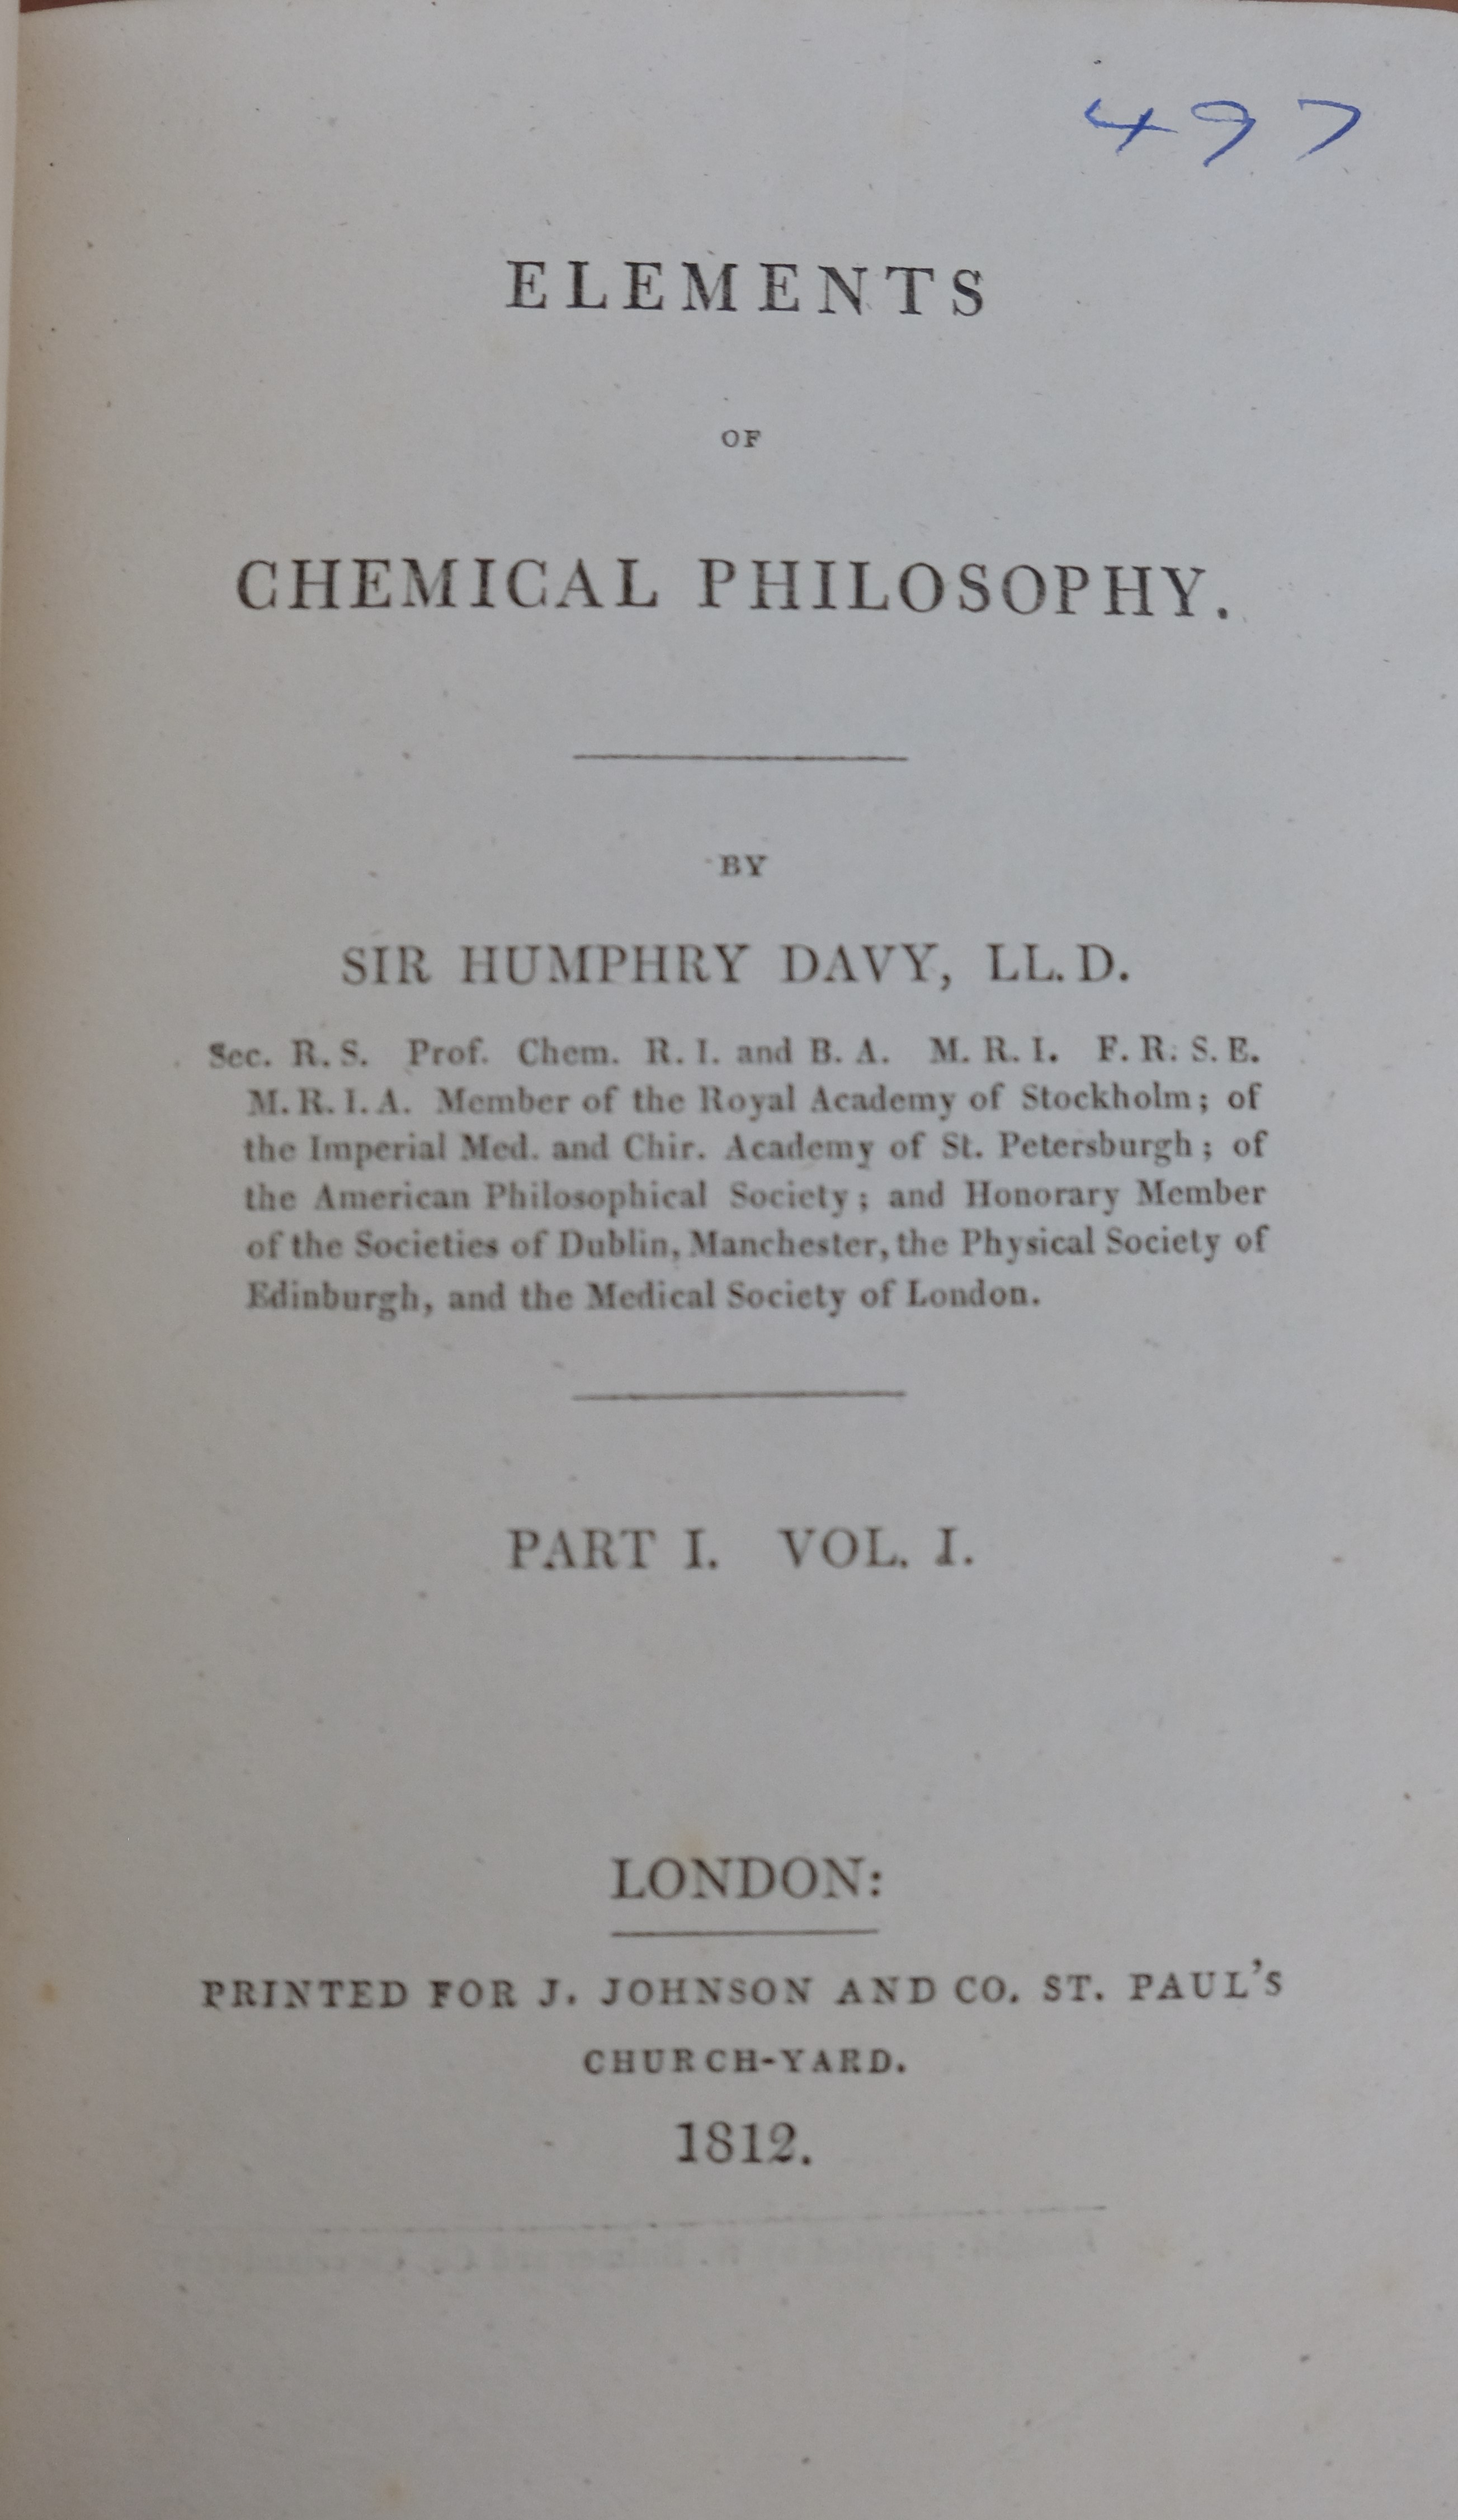 497
ELEMENTS
OF
CHEMICAL PHILOSOPHY.
BY
SIR HUMPHRY DAVY, LL. D.
Sec. R. S. Prof. Chem. R. I. and B. A. M. R. I. F. R. S. E.
M. R. I. A. Member of the Royal Academy of Stockholm; of
the Imperial Med. and Chir. Academy of St. Petersburgh; of
the American Philosophical Society; and Honorary Member
of the Societies of Dublin, Manchester, the Physical Society of
Edinburgh, and the Medical Society of London.
PART I. VOL. I.
LONDON:
PRINTED FOR J. JOHNSON AND CO. ST. PAUL'S
CHURCH-YARD.
1812.